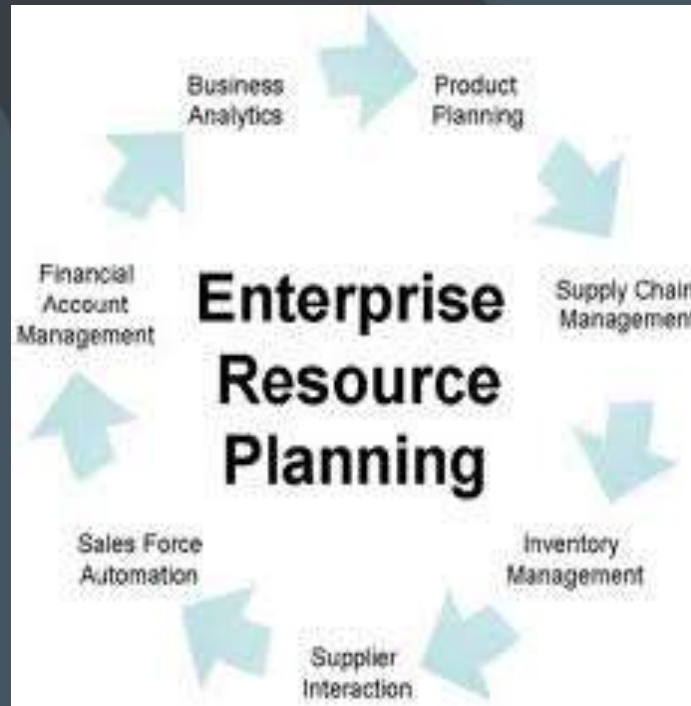 Business
Analytics
Product
Planning
Supply Chain
Management
Inventory
Management
Supplier
Interaction
Sales Force
Automation
Financial
Account
Management
Enterprise
Resource
Planning